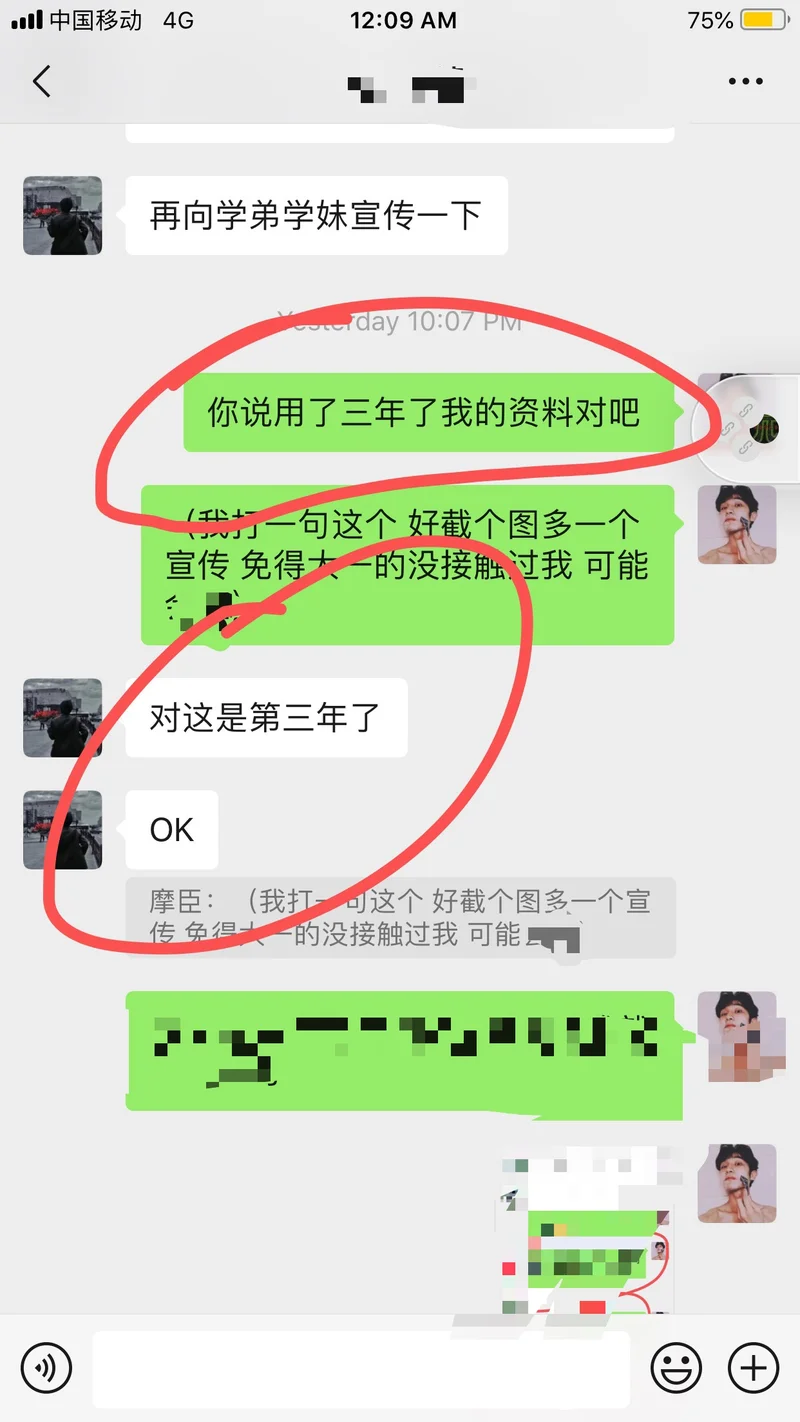 中国移动 4G 12:09 AM 75%
再向学弟学妹宣传一下
Yesterday 10:07 PM
你说用了三年了我的资料对吧
（我打一句这个 好截个图多一个
宣传 免得大一的没接触过我 可能
对这是第三年了
OK
摩臣：（我打一句这个 好截个图多一个宣
传 免得大一的没接触过我 可能